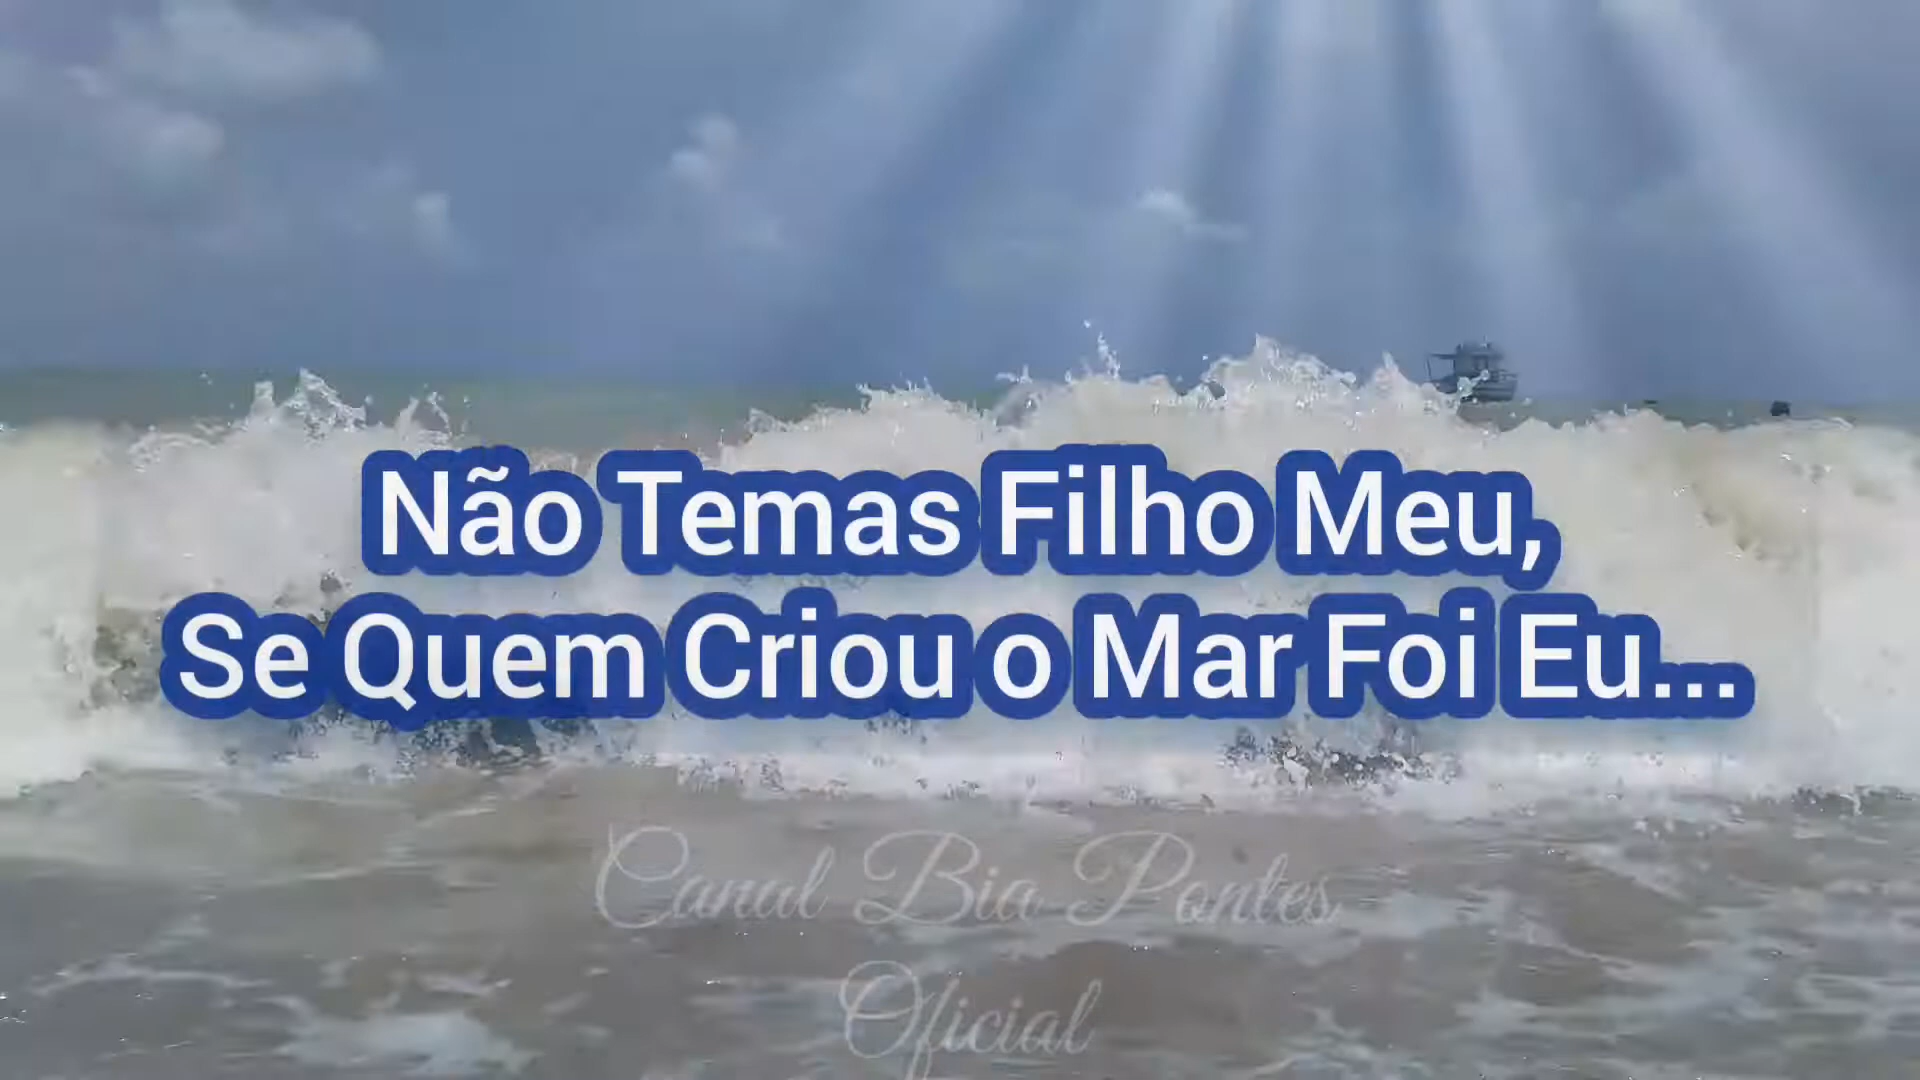 Não Temas Filho Meu,
Se Quem Criou o Mar Foi Eu...
Canal Bia Pontes
Oficial